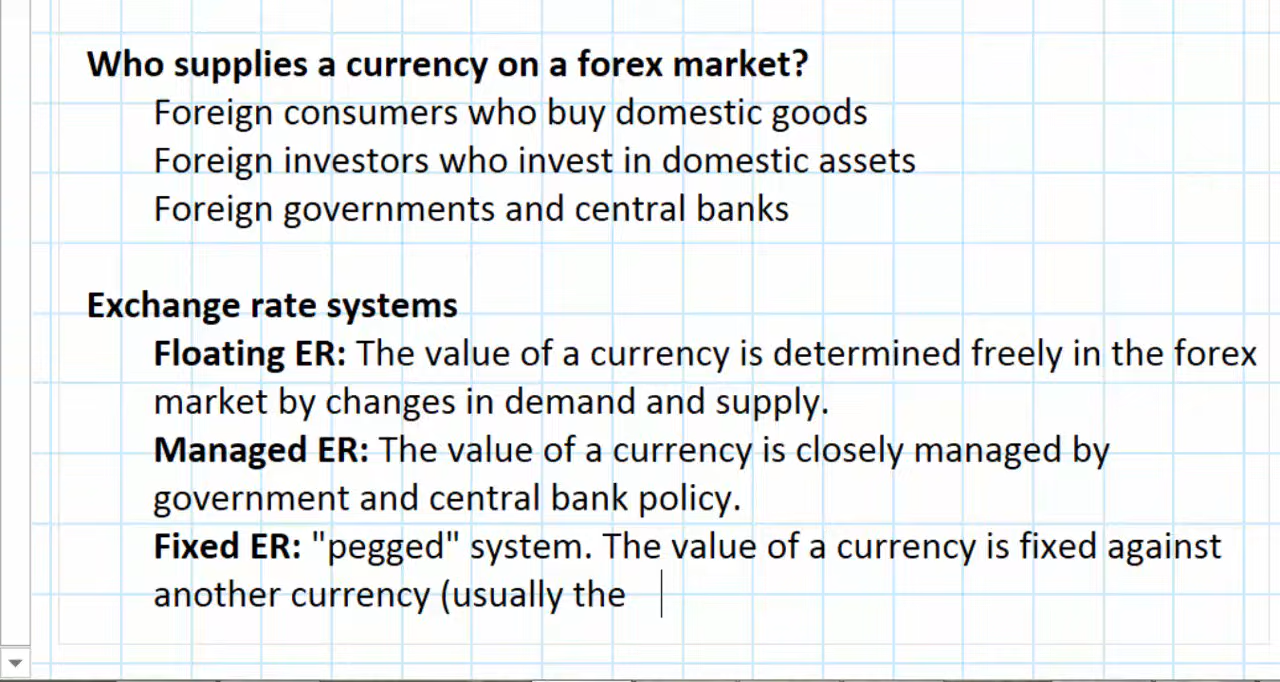 Who supplies a currency on a forex market?
Foreign consumers who buy domestic goods
Foreign investors who invest in domestic assets
Foreign governments and central banks
Exchange rate systems
Floating ER: The value of a currency is determined freely in the forex
market by changes in demand and supply.
Managed ER: The value of a currency is closely managed by
government and central bank policy.
Fixed ER: "pegged" system. The value of a currency is fixed against
another currency (usually the